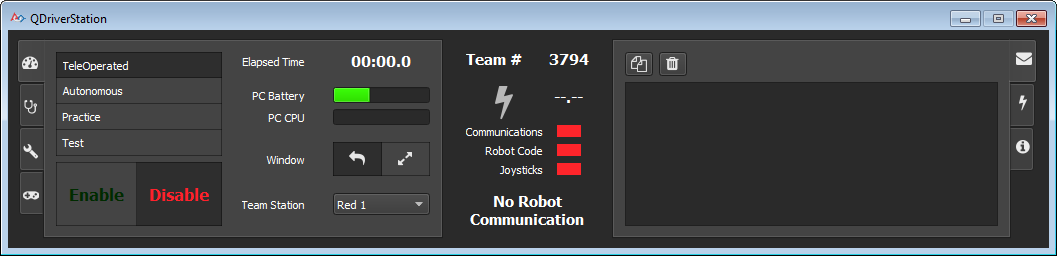 QDriverStation
TeleOperated
Autonomous
Practice
Test
Enable
Disable
Elapsed Time
00:00.0
PC Battery
PC CPU
Window
Team Station
Red 1
Team #
3794
--.--
Communications
Robot Code
Joysticks
No Robot
Communication